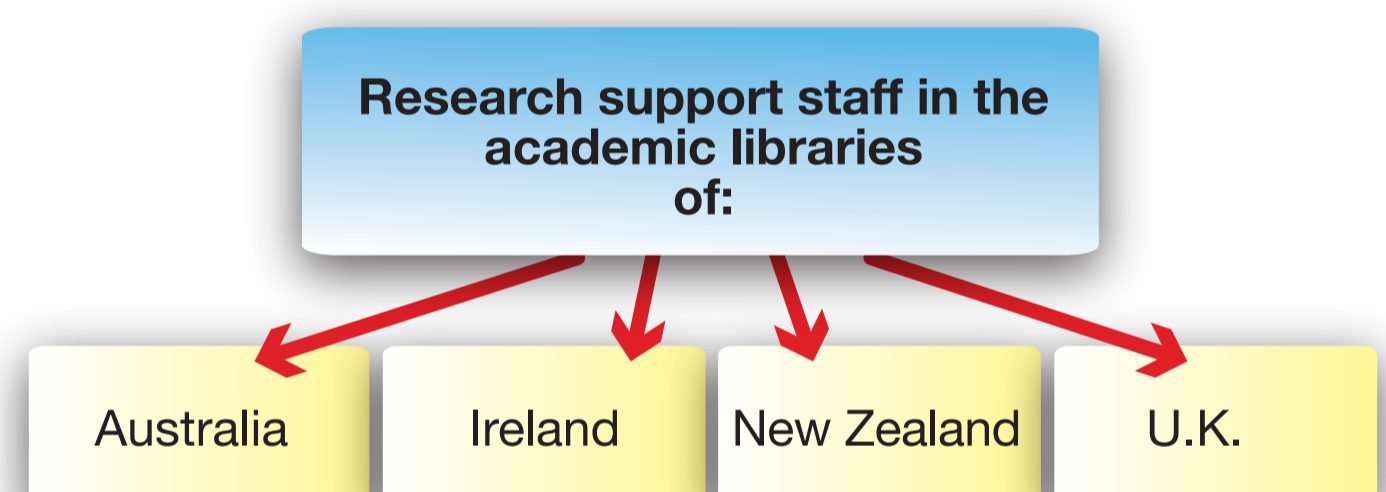 Research support staff in the
academic libraries
of:
Australia
Ireland
New Zealand
U.K.